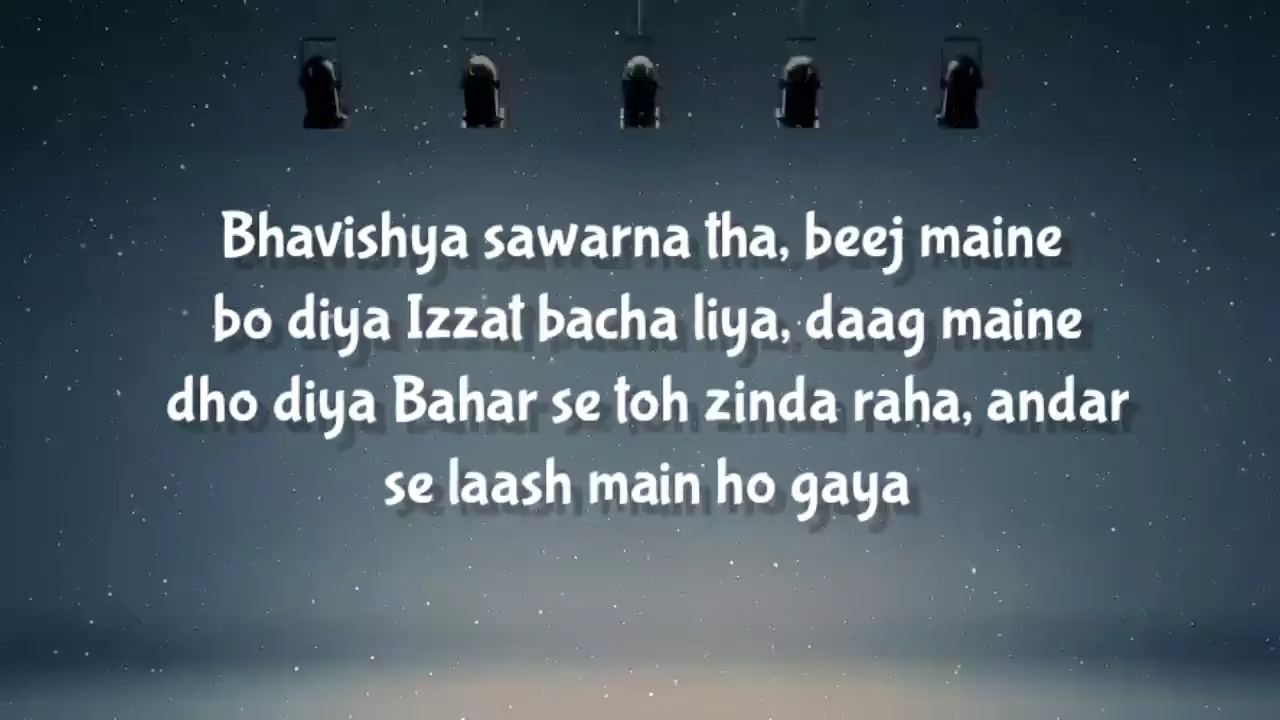 Bhavishya sawarna tha, beej maine
bo diya Izzat bacha liya, daag maine
dho diya Bahar se toh zinda raha, andar
se laash main ho gaya